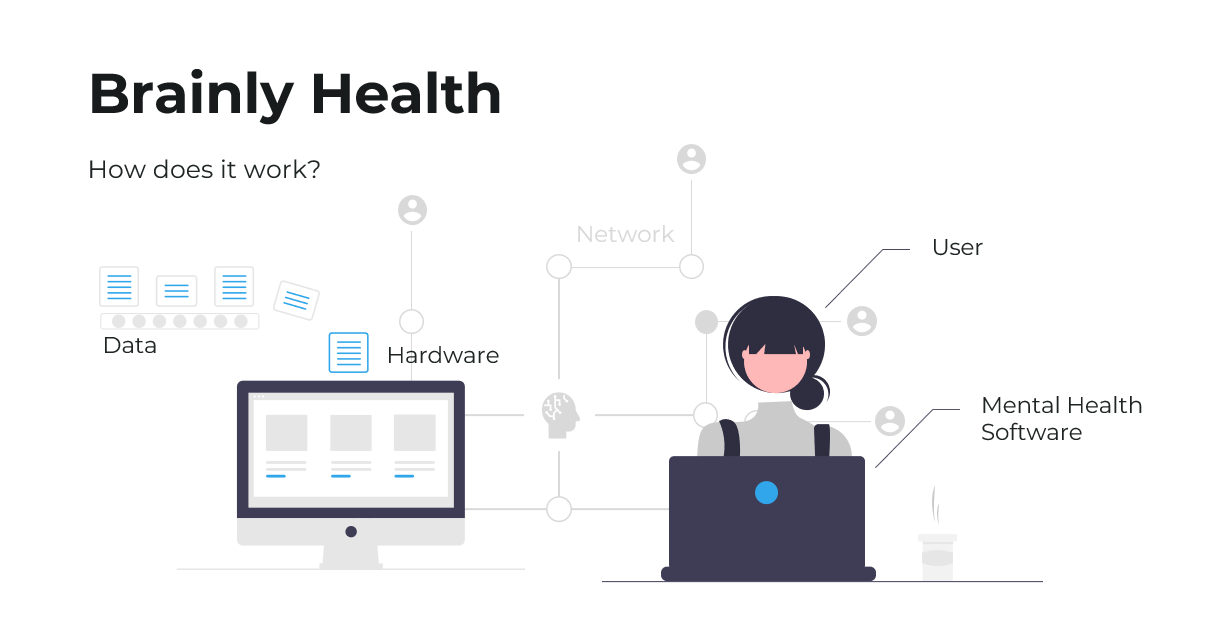 Brainly Health
How does it work?
Network
User
Data
Hardware
Mental Health
Software